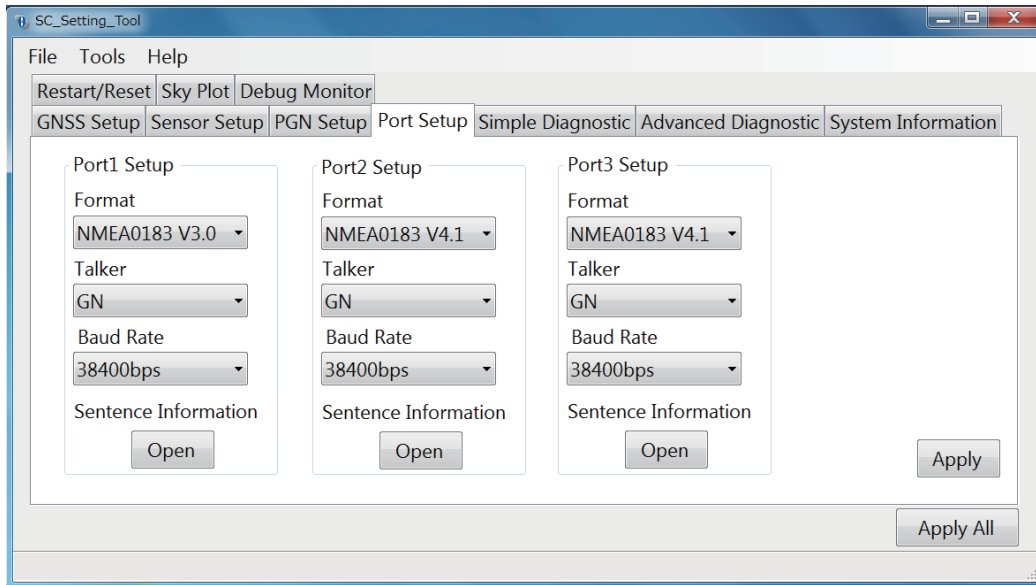 SC_Setting_Tool
File Tools Help
Restart/Reset Sky Plot Debug Monitor
GNSS Setup Sensor Setup PGN Setup Port Setup Simple Diagnostic Advanced Diagnostic System Information
Port1 Setup Port2 Setup Port3 Setup
Format Format Format
NMEA0183 V3.0 NMEA0183 V4.1 NMEA0183 V4.1
Talker Talker Talker
GN GN GN
Baud Rate Baud Rate Baud Rate
38400bps 38400bps 38400bps
Sentence Information Sentence Information Sentence Information
Open Open Open
Apply
Apply All